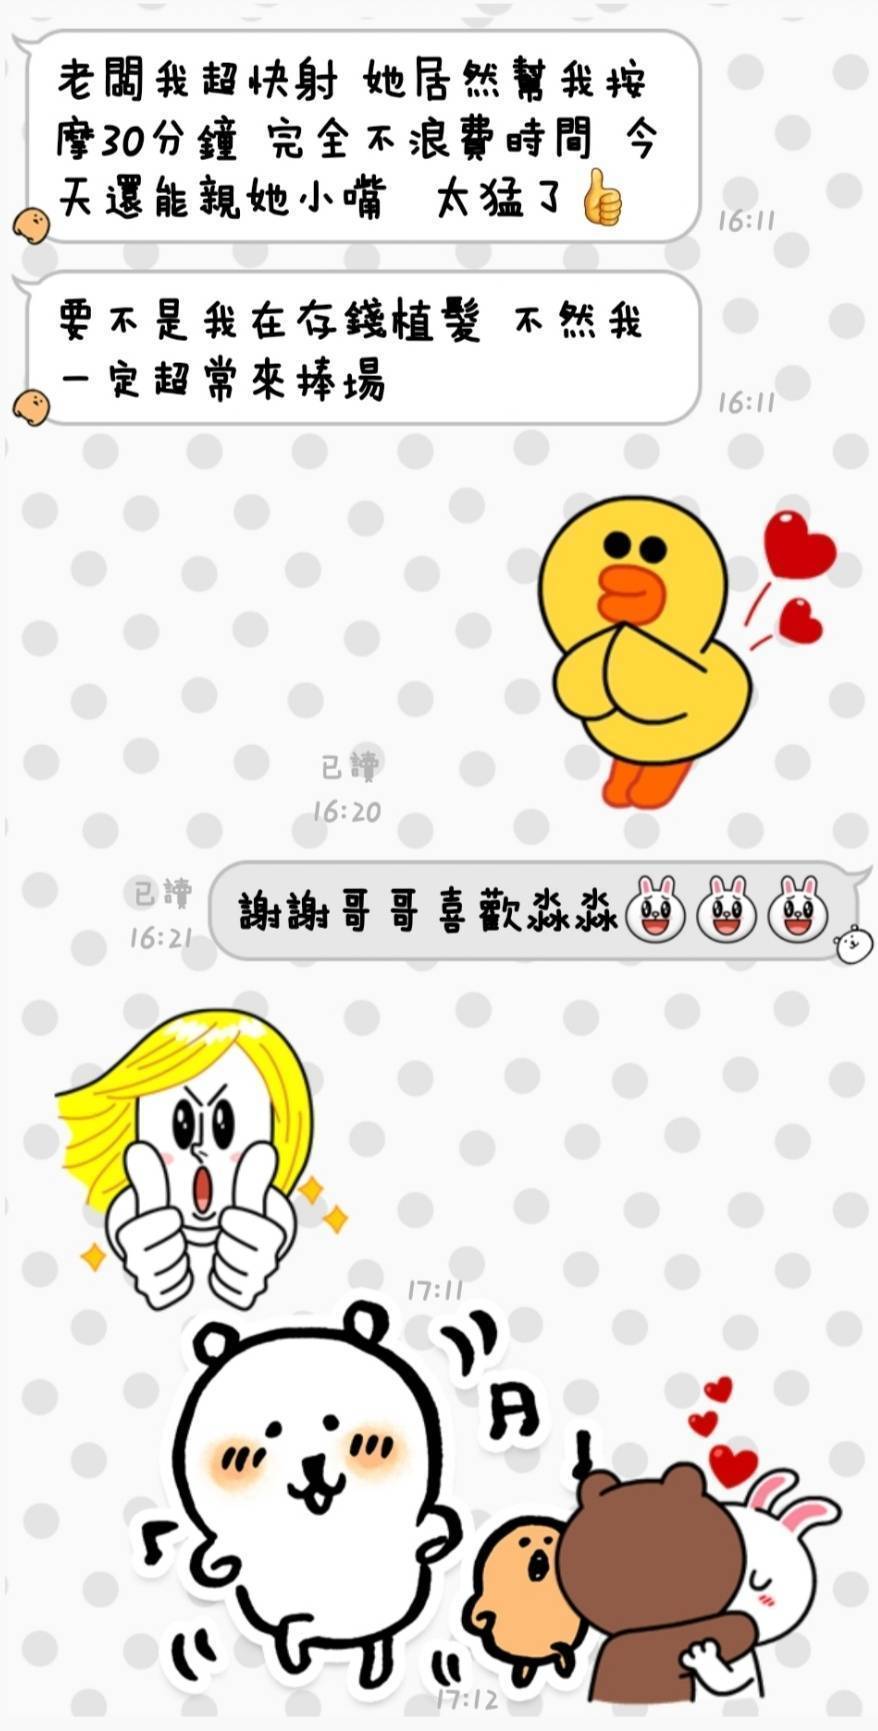 老闆我超快射 她居然幫我按
摩30分鐘 完全不浪費時間 今
天還能親她小嘴 太猛了👍
16:11
要不是我在存錢植髮 不然我
一定超常來捧場
16:11
已讀
16:20
已讀
16:21
謝謝哥哥喜歡淼淼
17:11
17:12